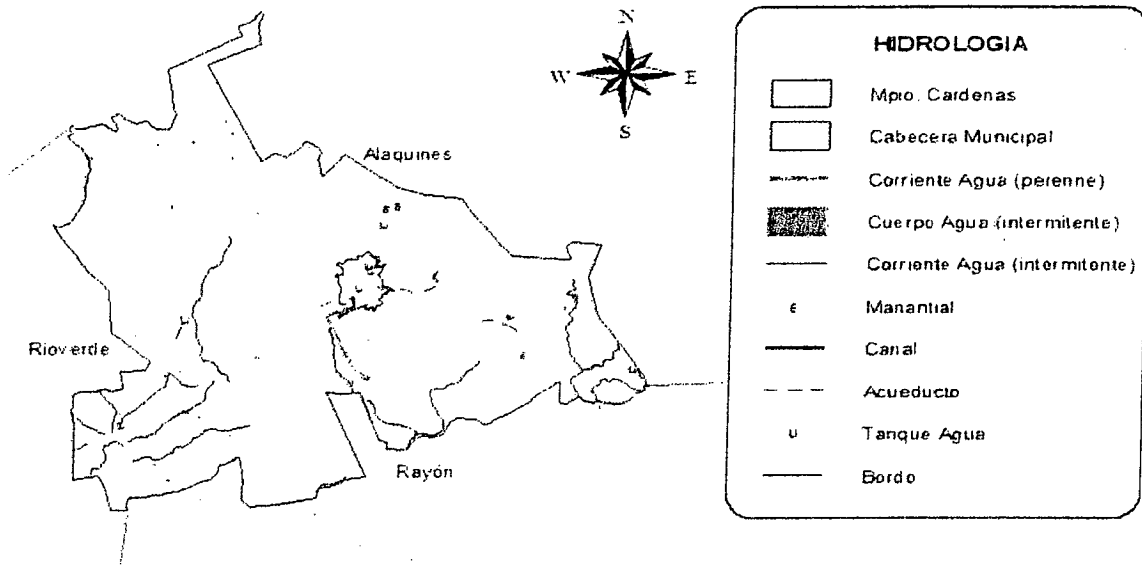 N
W E
S
Alaquines
Rioverde
Rayón
HIDROLOGIA
Mpio. Cardenas
Cabecera Municipal
Corriente Agua (perenne)
Cuerpo Agua (intermitente)
Corriente Agua (intermitente)
Manantial
Canal
Acueducto
Tanque Agua
Bordo